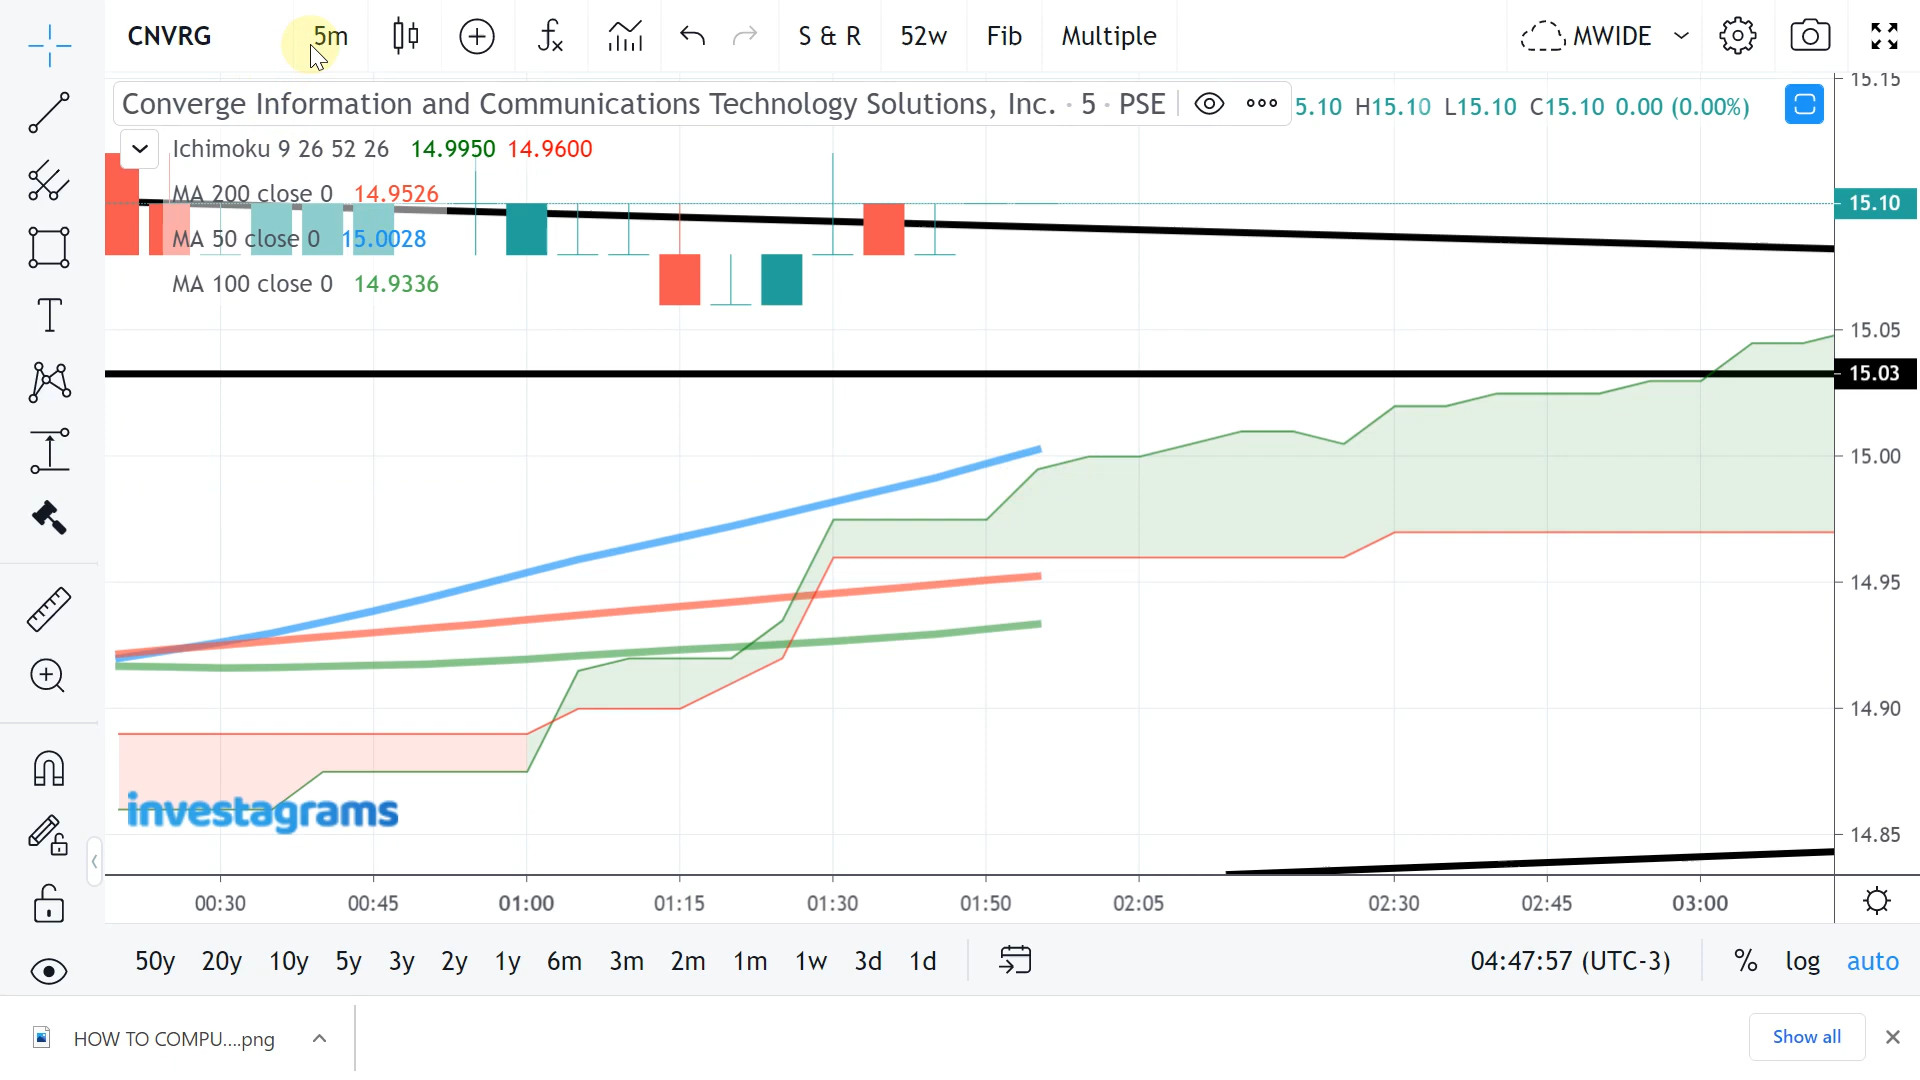 CNVRG 5m S & R 52w Fib Multiple MWIDE
Converge Information and Communications Technology Solutions, Inc. · 5 · PSE 5.10 H15.10 L15.10 C15.10 0.00 (0.00%)
Ichimoku 9 26 52 26 14.9950 14.9600
MA 200 close 0 14.9526
MA 50 close 0 15.0028
MA 100 close 0 14.9336
15.15
15.10
15.05
15.03
15.00
14.95
14.90
14.85
investagrams
00:30 00:45 01:00 01:15 01:30 01:50 02:05 02:30 02:45 03:00
50y 20y 10y 5y 3y 2y 1y 6m 3m 2m 1m 1w 3d 1d 04:47:57 (UTC-3) % log auto
HOW TO COMPU....png Show all